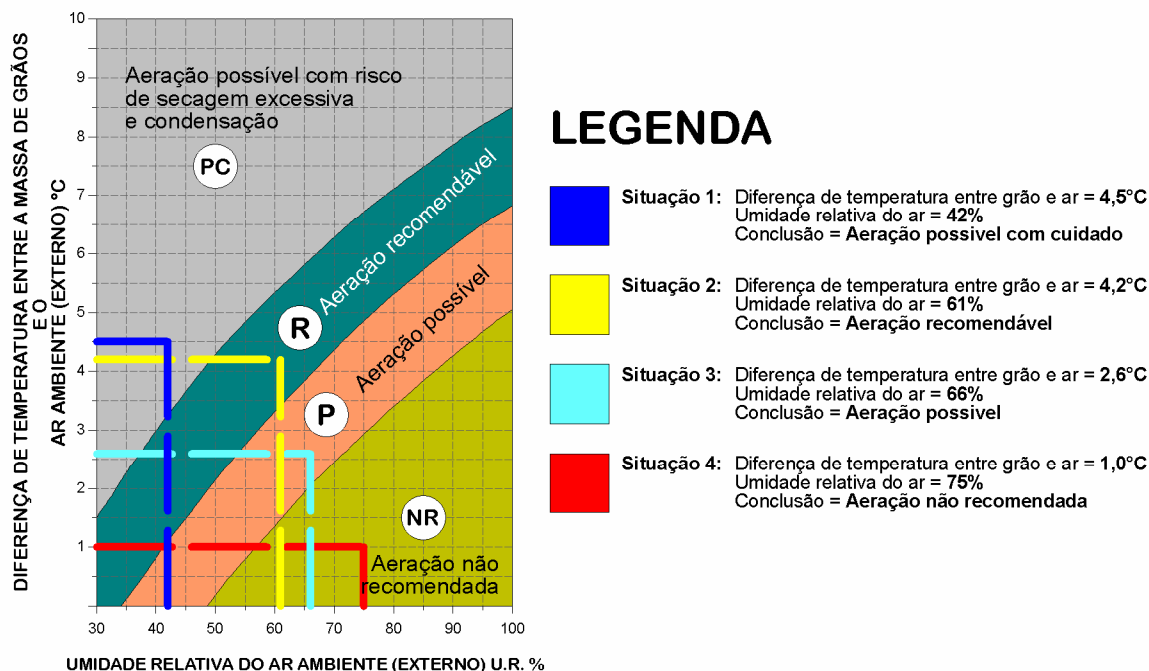 DIFERENÇA DE TEMPERATURA ENTRE A MASSA DE GRÃOS
E O
AR AMBIENTE (EXTERNO) ºC
10
9
8
7
6
5
4
3
2
1
Aeração possível com risco
de secagem excessiva
e condensação
PC
Aeração recomendável
R
Aeração possível
P
NR
Aeração não
recomendada
30
40
50
60
70
80
90
100
UMIDADE RELATIVA DO AR AMBIENTE (EXTERNO) U.R. %
LEGENDA
Situação 1: Diferença de temperatura entre grão e ar = 4,5°C
Umidade relativa do ar = 42%
Conclusão = Aeração possivel com cuidado
Situação 2: Diferença de temperatura entre grão e ar = 4,2°C
Umidade relativa do ar = 61%
Conclusão = Aeração recomendável
Situação 3: Diferença de temperatura entre grão e ar = 2,6°C
Umidade relativa do ar = 66%
Conclusão = Aeração possivel
Situação 4: Diferença de temperatura entre grão e ar = 1,0°C
Umidade relativa do ar = 75%
Conclusão = Aeração não recomendada